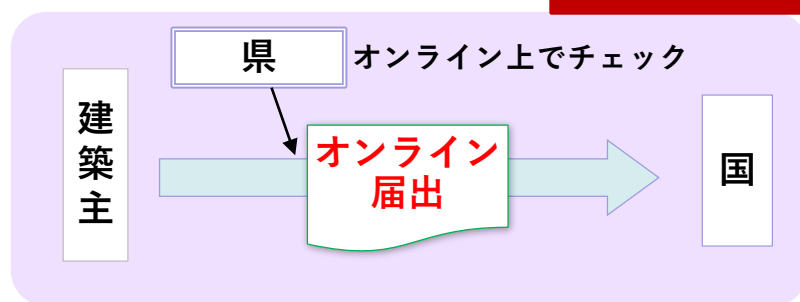 県
オンライン上でチェック
建築主
オンライン
届出
国